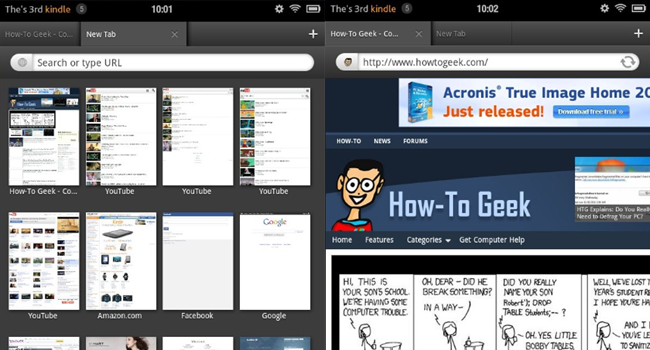 The's 3rd kindle 5 10:01
How-To Geek - Co...
New Tab
Search or type URL
How-To Geek - Co...
YouTube
YouTube
YouTube
YouTube
Amazon.com
Facebook
Google
The's 3rd kindle 5 10:02
How-To Geek - Co...
New Tab
http://www.howtogeek.com/
Acronis® True Image Home 20
Just released! Download free trial
HOW-TO NEWS FORUMS
How-To Geek
HTG Explains: Do You Really
Need to Defrag Your PC?
Home Features Categories Get Computer Help
HI, THIS IS
YOUR SON'S SCHOOL.
WE'RE HAVING SOME
COMPUTER TROUBLE.
OH, DEAR – DID HE
BREAK SOMETHING?
IN A WAY–
DID YOU REALLY
NAME YOUR SON
Robert'); DROP
TABLE Students;-- ?
OH, YES. LITTLE
BOBBY TABLES,
WELL, WE'VE LOST T
YEAR'S STUDENT RE
I HOPE YOU'RE HA
AND I
YOU'VE LE
TO SANITIZ